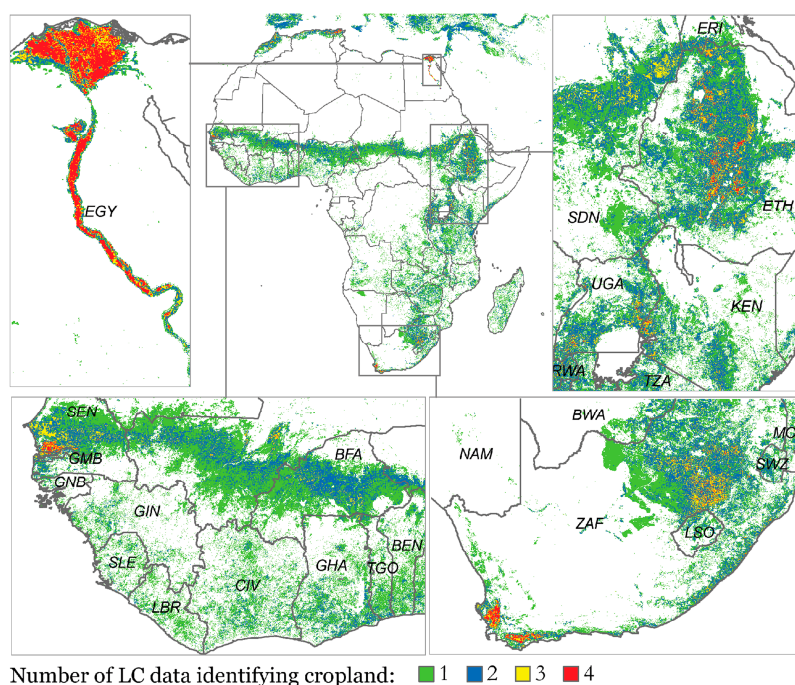 EGY
ERI
SDN
ETH
UGA
KEN
RWA
TZA
SEN
GMB
GNB
GIN
SLE
LBR
CIV
BFA
GHA
TGO
BEN
BWA
NAM
ZAF
MO
SWZ
LSO
Number of LC data identifying cropland: 1 2 3 4